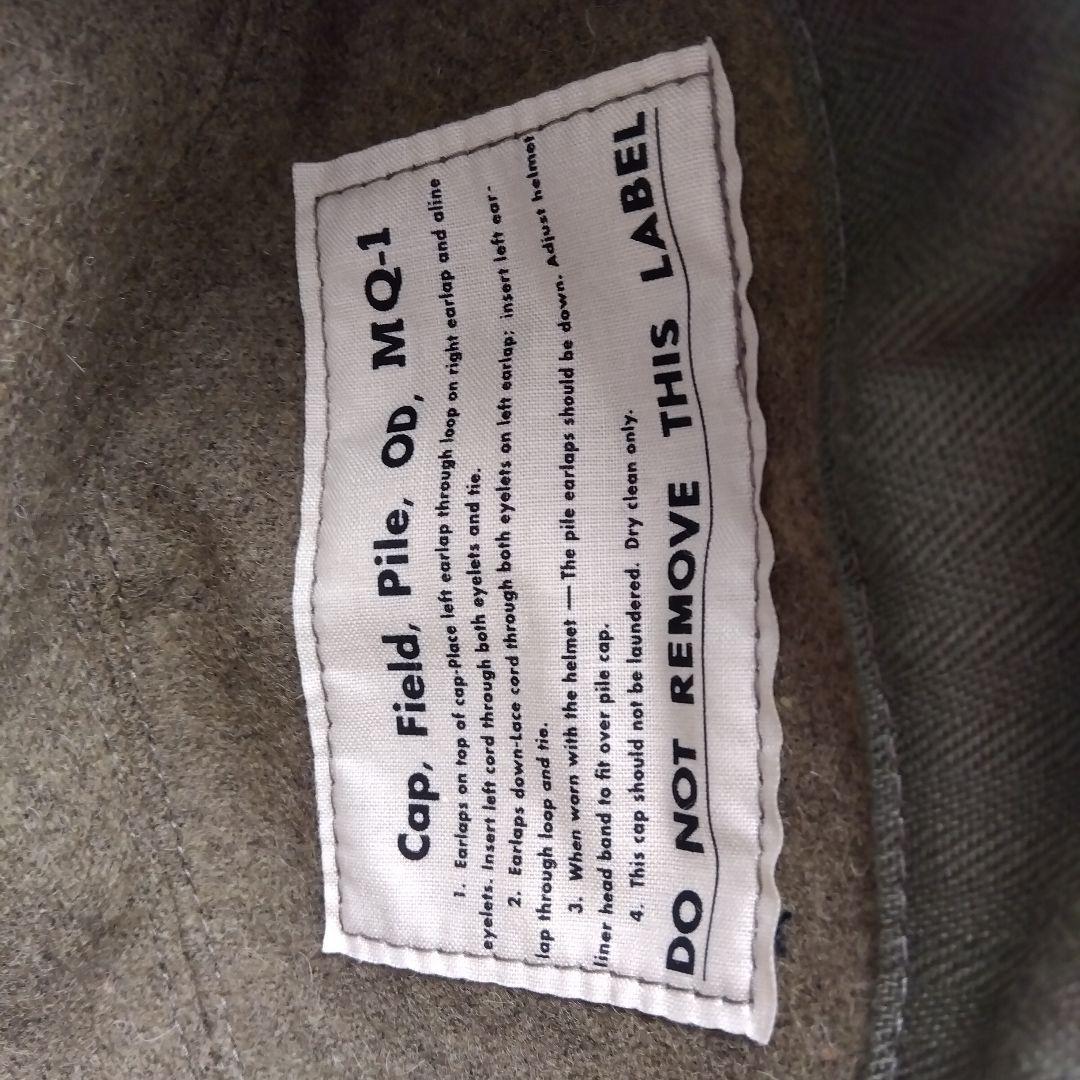 Cap, Field, Pile, OD, MQ-1
1. Earlaps on top of cap-Place left earlap through loop on right earlap and aline
eyelets. Insert left cord through both eyelets and tie.
2. Earlaps down-Lace cord through both eyelets on left earlap; insert left ear-
lap through loop and tie.
3. When worn with the helmet — The pile earlaps should be down. Adjust helmet
liner head band to fit over pile cap.
4. This cap should not be laundered. Dry clean only.
DO NOT REMOVE THIS LABEL